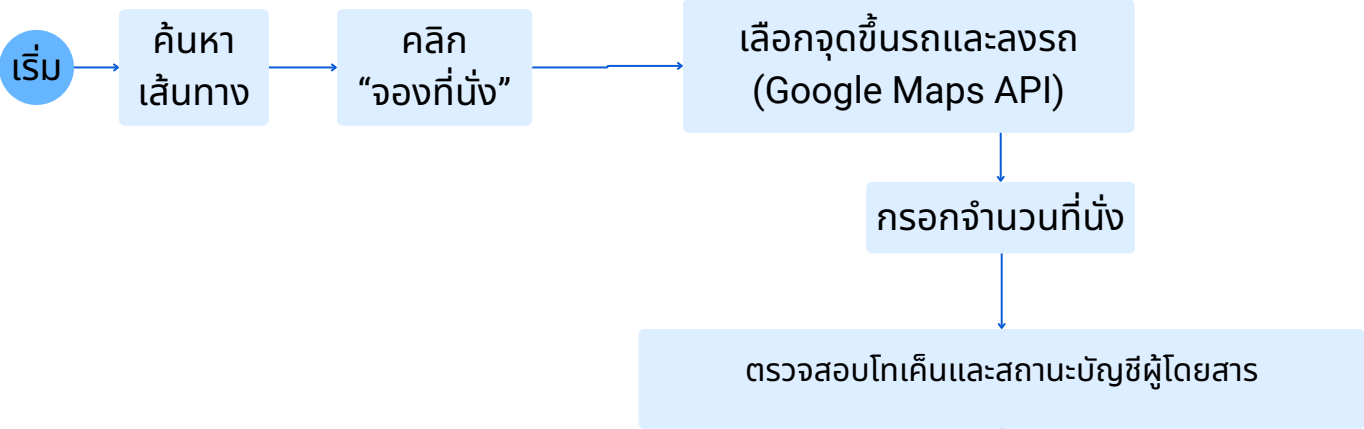 เริ่ม
ค้นหา
เส้นทาง
คลิก
“จองที่นั่ง”
เลือกจุดขึ้นรถและลงรถ
(Google Maps API)
กรอกจำนวนที่นั่ง
ตรวจสอบโทเค็นและสถานะบัญชีผู้โดยสาร